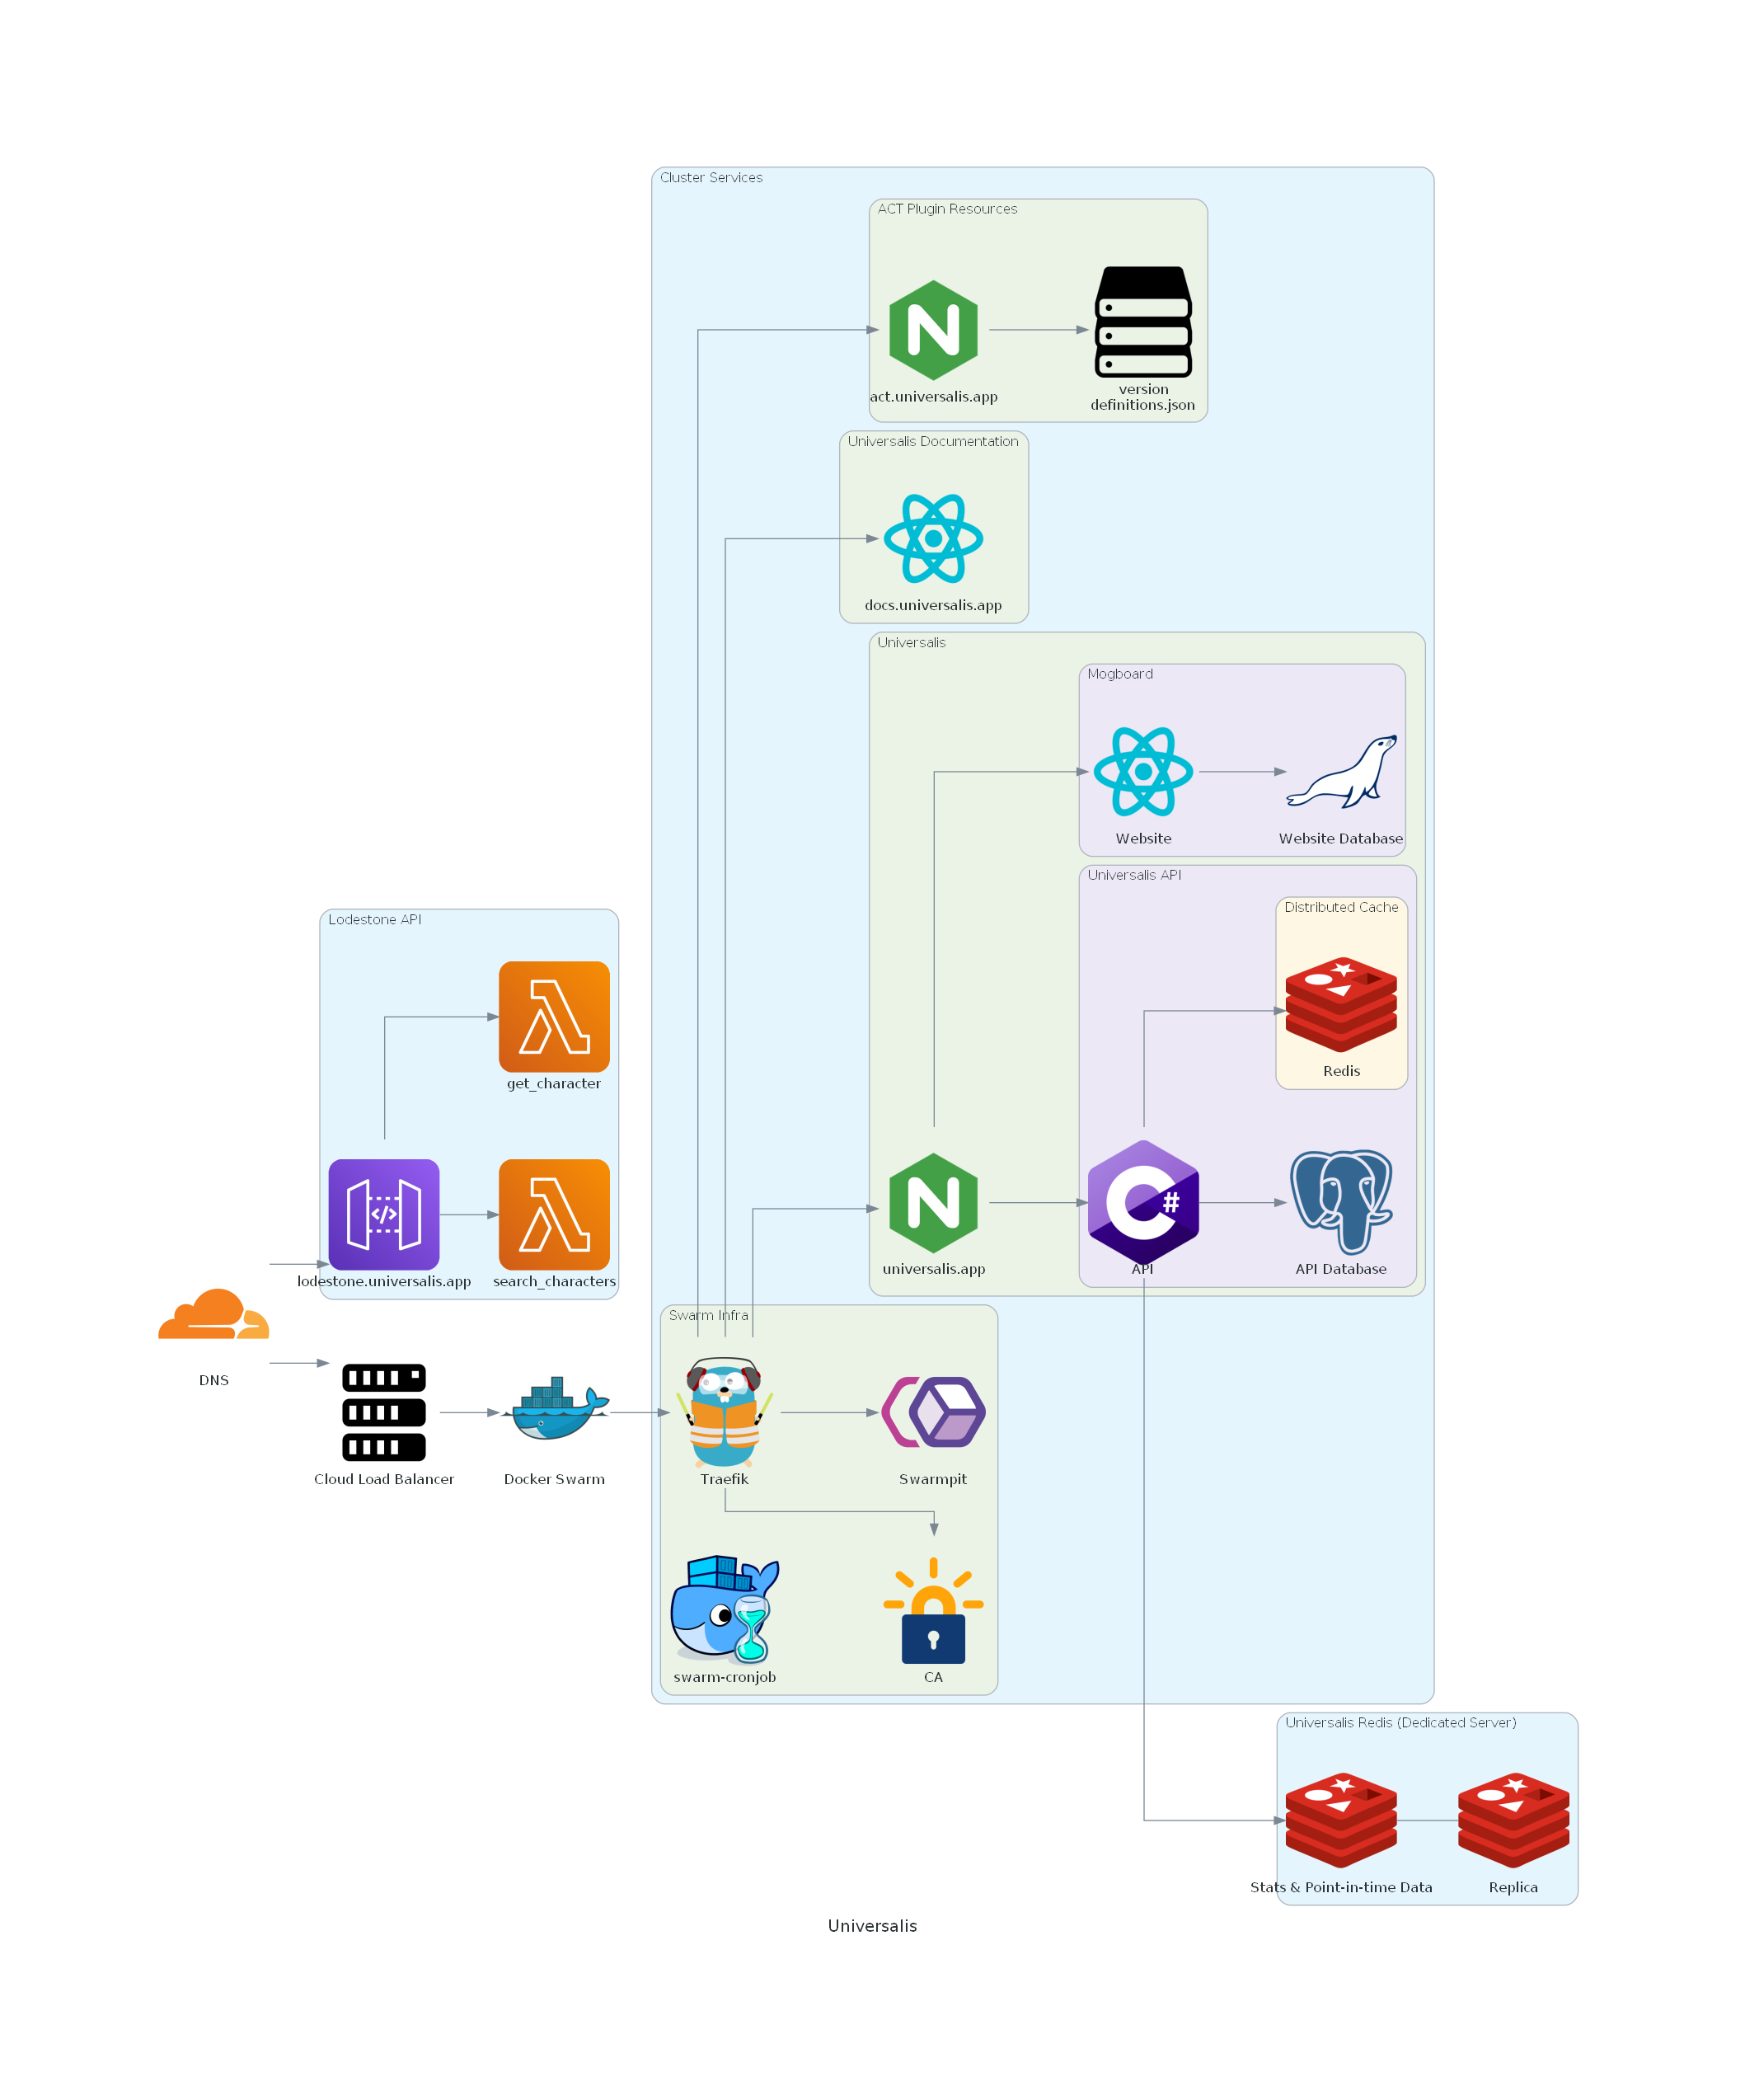 Cluster Services
ACT Plugin Resources
act.universalis.app
version
definitions.json
Universalis Documentation
docs.universalis.app
Universalis
Mogboard
Website
Website Database
Universalis API
Distributed Cache
Redis
Lodestone API
get_character
lodestone.universalis.app
search_characters
universalis.app
API
#
API Database
Swarm Infra
DNS
Cloud Load Balancer
Docker Swarm
Traefik
Swarmpit
swarm-cronjob
CA
Universalis Redis (Dedicated Server)
Stats & Point-in-time Data
Replica
Universalis